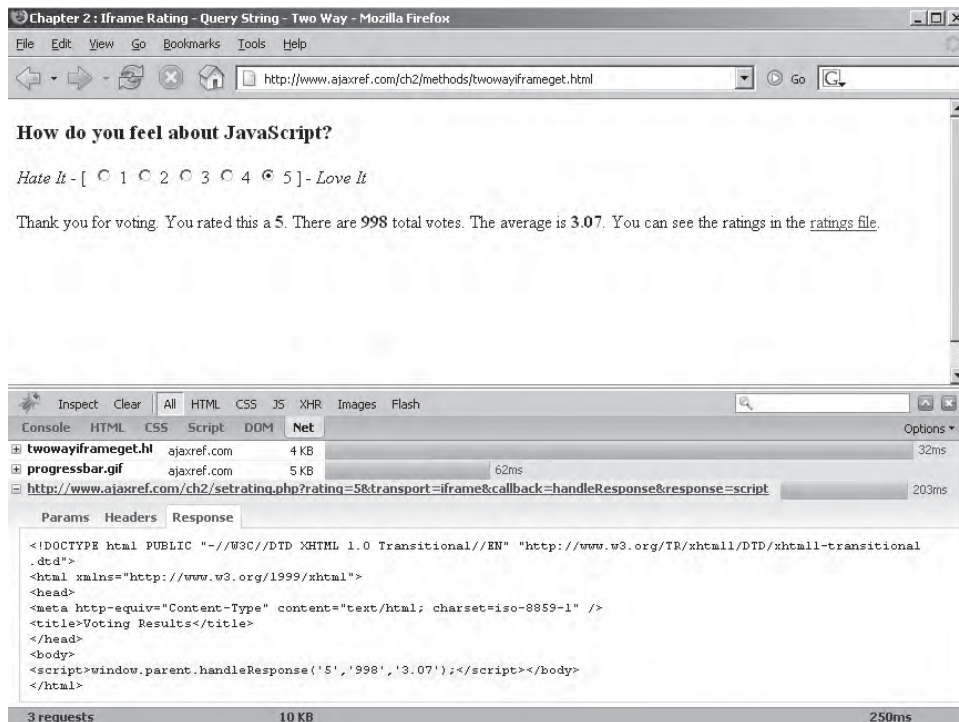 Chapter 2 : Iframe Rating - Query String - Two Way - Mozilla Firefox
File Edit View Go Bookmarks Tools Help
http://www.ajaxref.com/ch2/methods/twowayiframeget.html Go G
How do you feel about JavaScript?
Hate It - [ 1 2 3 4 5 ] - Love It
Thank you for voting. You rated this a 5. There are 998 total votes. The average is 3.07. You can see the ratings in the ratings file.
Inspect Clear All HTML CSS JS XHR Images Flash
Console HTML CSS Script DOM Net Options
twowayiframeget.ht ajaxref.com 4 KB 32ms
progressbar.gif ajaxref.com 5 KB 62ms
http://www.ajaxref.com/ch2/setrating.php?rating=5&transport=iframe&callback=handleResponse&response=script 203ms
Params Headers Response
<!DOCTYPE html PUBLIC "-//W3C//DTD XHTML 1.0 Transitional//EN" "http://www.w3.org/TR/xhtml1/DTD/xhtml1-transitional
.dtd">
<html xmlns="http://www.w3.org/1999/xhtml">
<head>
<meta http-equiv="Content-Type" content="text/html; charset=iso-8859-1" />
<title>Voting Results</title>
</head>
<body>
<script>window.parent.handleResponse('5','998','3.07');</script></body>
</html>
3 requests 10 KB 250ms